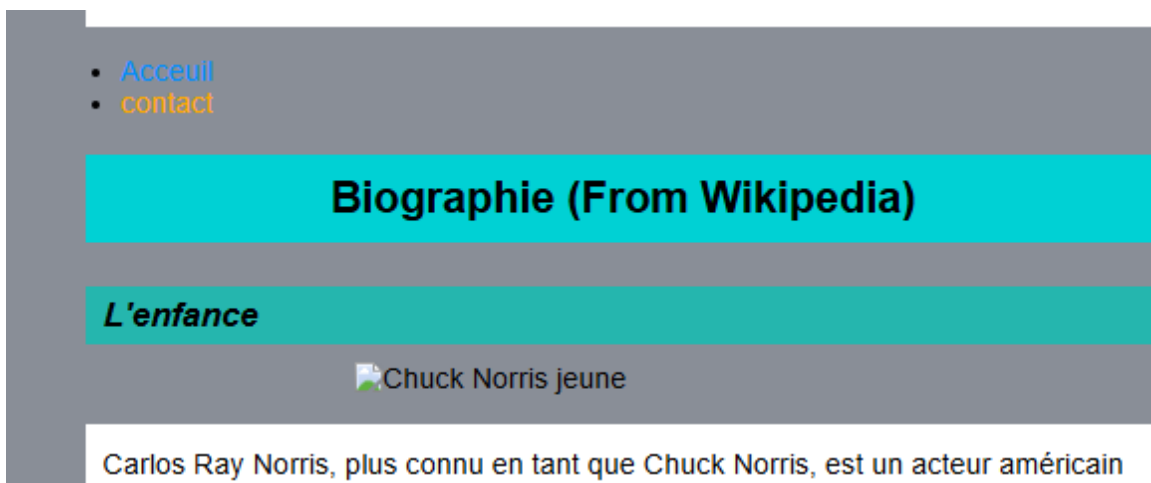 Acceuil
contact
Biographie (From Wikipedia)
L'enfance
Chuck Norris jeune
Carlos Ray Norris, plus connu en tant que Chuck Norris, est un acteur américain